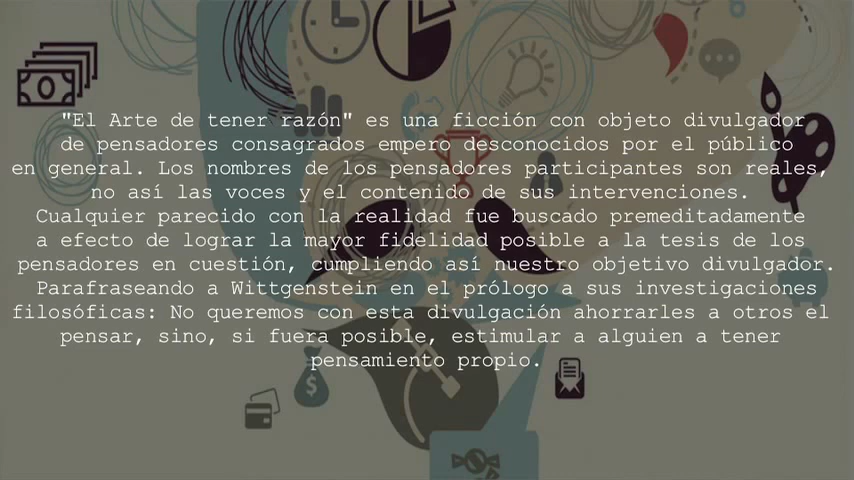 "El Arte de tener razón" es una ficción con objeto divulgador
de pensadores consagrados empero desconocidos por el público
en general. Los nombres de los pensadores participantes son reales,
no así las voces y el contenido de sus intervenciones.
Cualquier parecido con la realidad fue buscado premeditadamente
a efecto de lograr la mayor fidelidad posible a la tesis de los
pensadores en cuestión, cumpliendo así nuestro objetivo divulgador.
Parafraseando a Wittgenstein en el prólogo a sus investigaciones
filosóficas: No queremos con esta divulgación ahorrarles a otros el
pensar, sino, si fuera posible, estimular a alguien a tener
pensamiento propio.